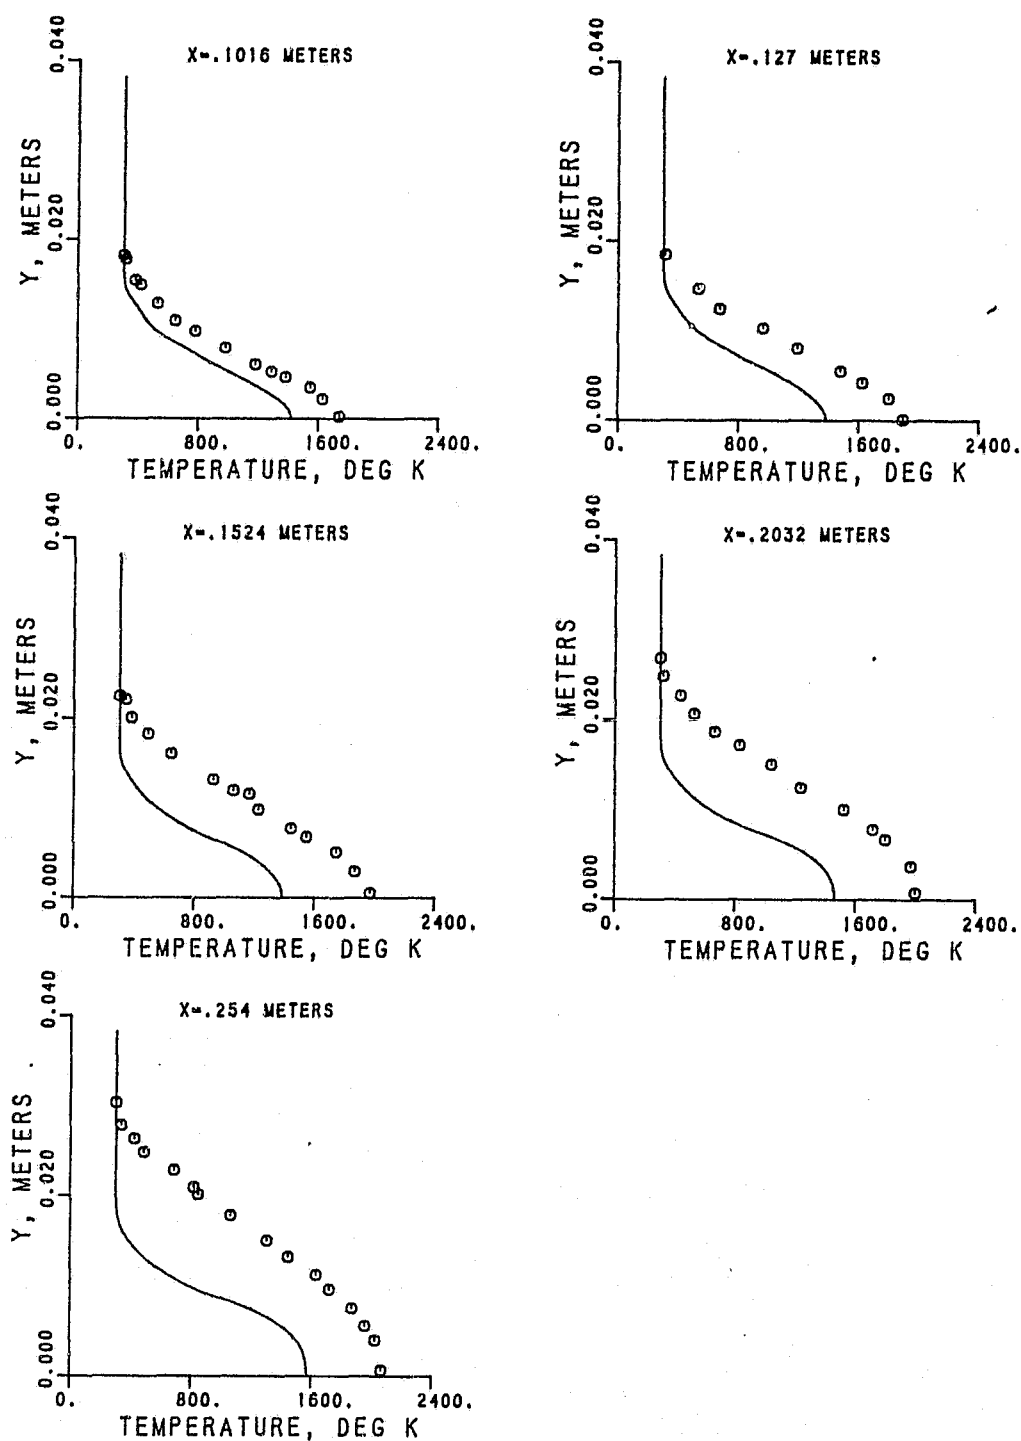 X=.1016 METERS
0.040
0.020
0.000
Y, METERS
0. 800. 1600. 2400.
TEMPERATURE, DEG K
X=.127 METERS
0.040
0.020
0.000
Y, METERS
0. 800. 1600. 2400.
TEMPERATURE, DEG K
X=.1524 METERS
0.040
0.020
0.000
Y, METERS
0. 800. 1600. 2400.
TEMPERATURE, DEG K
X=.2032 METERS
0.040
0.020
0.000
Y, METERS
0. 800. 1600. 2400.
TEMPERATURE, DEG K
X=.254 METERS
0.040
0.020
0.000
Y, METERS
0. 800. 1600. 2400.
TEMPERATURE, DEG K